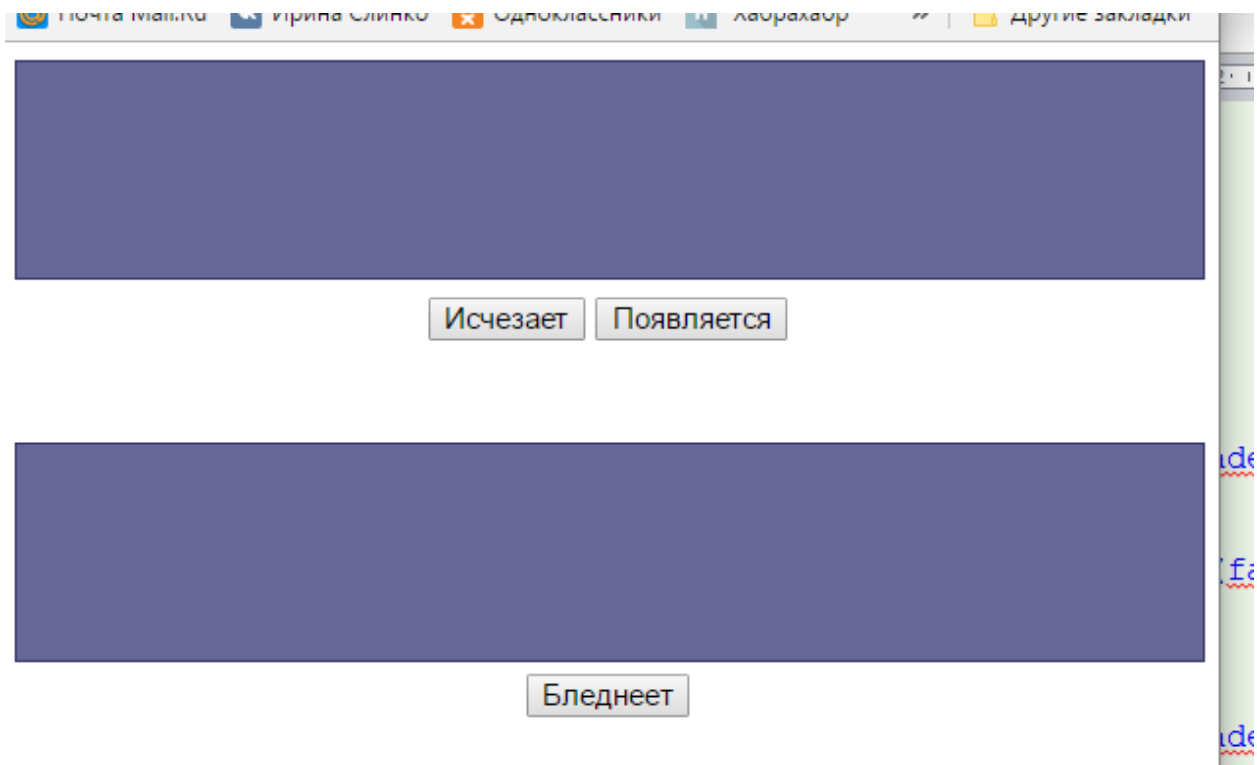 Почта Mail.Ru Ирина Слинко Одноклассники Хабрахабр » Другие закладки
Исчезает Появляется
Бледнеет